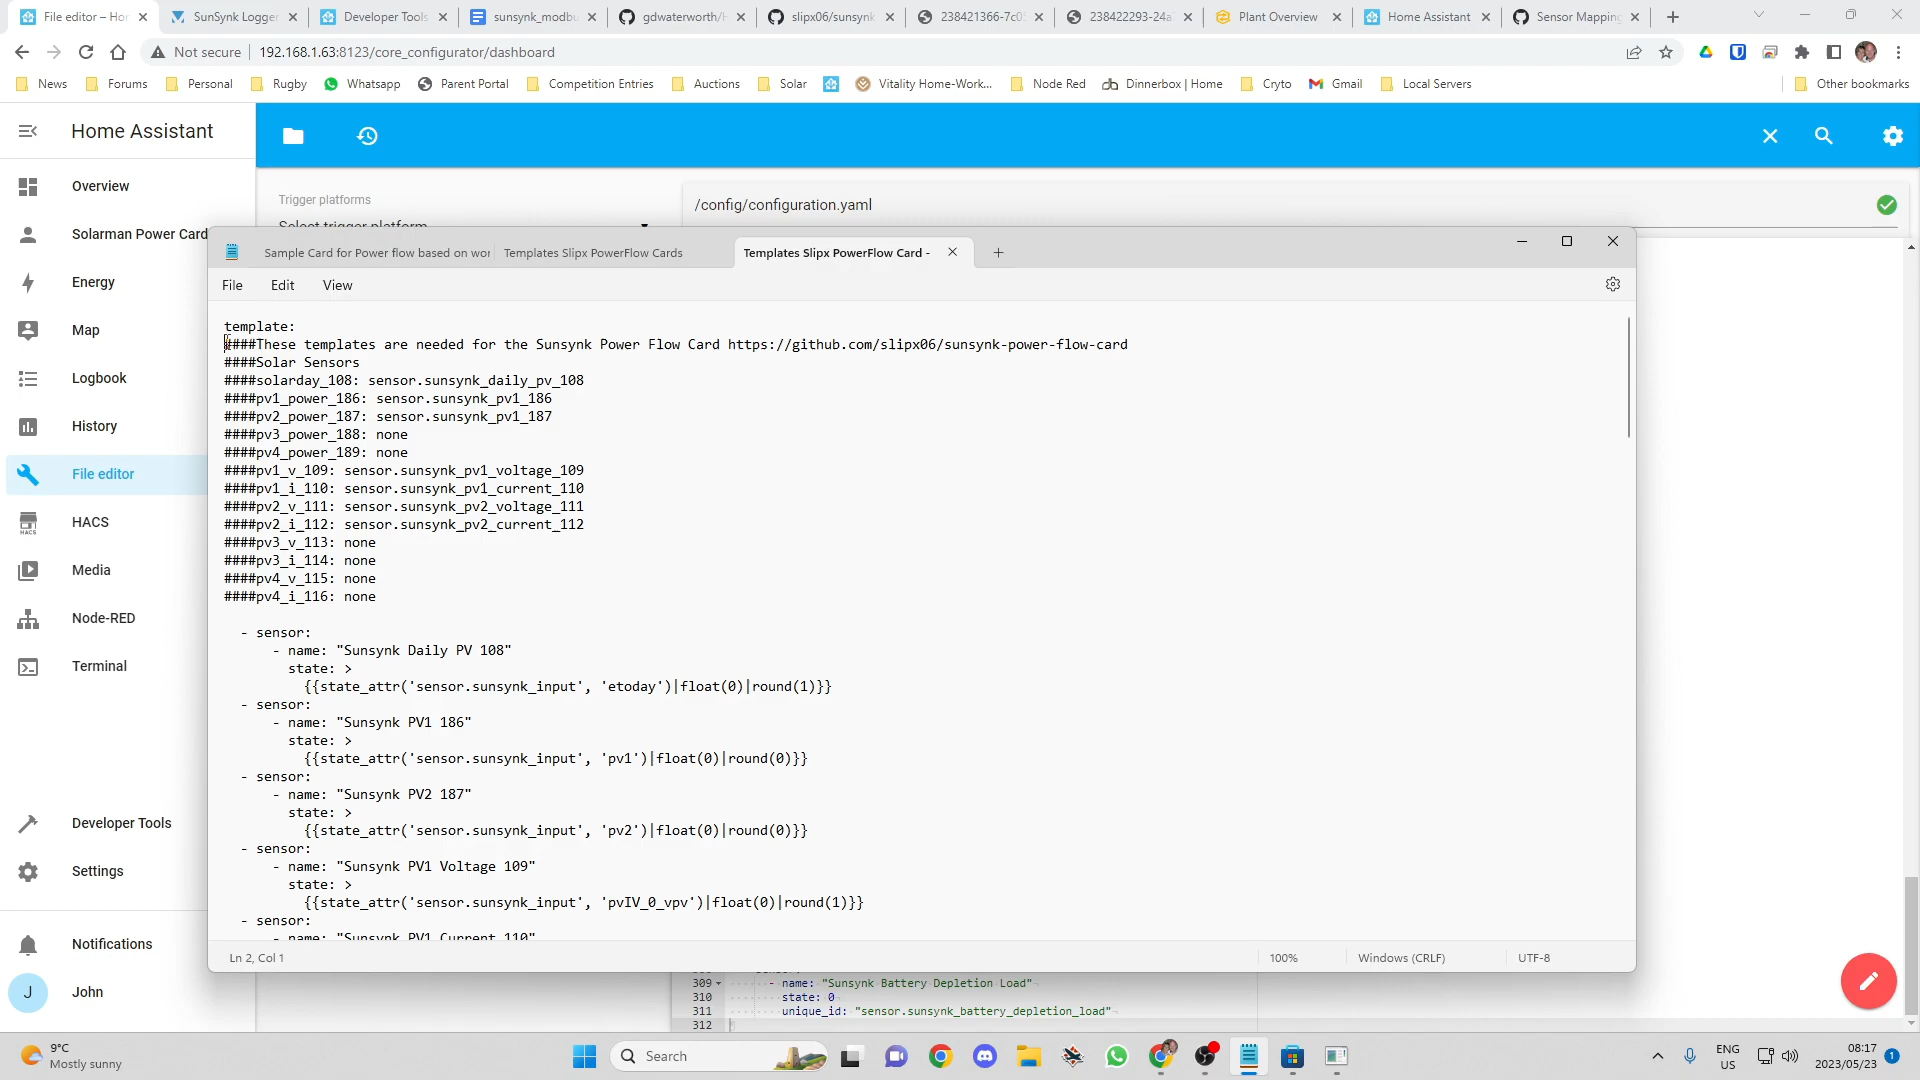 File editor – Hor
SunSynk Logger
Developer Tools
sunsynk_modbu
gdwaterworth/H
slipx06/sunsynk
238421366-7c0
238422293-24a
Plant Overview
Home Assistant
Sensor Mapping
Not secure
192.168.1.63:8123/core_configurator/dashboard
News
Forums
Personal
Rugby
Whatsapp
Parent Portal
Competition Entries
Auctions
Solar
Vitality Home-Work...
Node Red
Dinnerbox | Home
Cryto
Gmail
Local Servers
Other bookmarks
Home Assistant
Overview
Solarman Power Card
Energy
Map
Logbook
History
File editor
HACS
Media
Node-RED
Terminal
Developer Tools
Settings
Notifications
J
John
Trigger platforms
Select trigger platform
/config/configuration.yaml
Sample Card for Power flow based on wor
Templates Slipx PowerFlow Cards
Templates Slipx PowerFlow Card -
File
Edit
View
template:
####These templates are needed for the Sunsynk Power Flow Card https://github.com/slipx06/sunsynk-power-flow-card
####Solar Sensors
####solarday_108: sensor.sunsynk_daily_pv_108
####pv1_power_186: sensor.sunsynk_pv1_186
####pv2_power_187: sensor.sunsynk_pv1_187
####pv3_power_188: none
####pv4_power_189: none
####pv1_v_109: sensor.sunsynk_pv1_voltage_109
####pv1_i_110: sensor.sunsynk_pv1_current_110
####pv2_v_111: sensor.sunsynk_pv2_voltage_111
####pv2_i_112: sensor.sunsynk_pv2_current_112
####pv3_v_113: none
####pv3_i_114: none
####pv4_v_115: none
####pv4_i_116: none
- sensor:
- name: "Sunsynk Daily PV 108"
state: >
{{state_attr('sensor.sunsynk_input', 'etoday')|float(0)|round(1)}}
- sensor:
- name: "Sunsynk PV1 186"
state: >
{{state_attr('sensor.sunsynk_input', 'pv1')|float(0)|round(0)}}
- sensor:
- name: "Sunsynk PV2 187"
state: >
{{state_attr('sensor.sunsynk_input', 'pv2')|float(0)|round(0)}}
- sensor:
- name: "Sunsynk PV1 Voltage 109"
state: >
{{state_attr('sensor.sunsynk_input', 'pvIV_0_vpv')|float(0)|round(1)}}
- sensor:
- name: "Sunsynk PV1 Current 110"
Ln 2, Col 1
100%
Windows (CRLF)
UTF-8
309 - name: "Sunsynk Battery Depletion Load"
310 state: 0
311 unique_id: "sensor.sunsynk_battery_depletion_load"
312
9°C
Mostly sunny
Search
ENG
US
08:17
2023/05/23
1